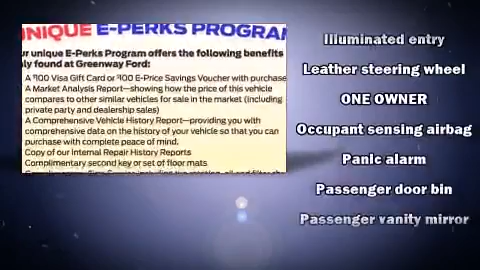 UNIQUE E-PERKS PROGRAM
ur unique E-Perks Program offers the following benefits
ly found at Greenway Ford:
A $100 Visa Gift Card or $100 E-Price Savings Voucher with purchase
A Market Analysis Report—showing how the price of this vehicle
compares to other similar vehicles for sale in the market (including
private party and dealership sales)
A Comprehensive Vehicle History Report—providing you with
comprehensive data on the history of your vehicle so that you can
purchase with complete peace of mind.
Copy of our internal Repair History Reports
Complimentary second key or set of floor mats
Illuminated entry
Leather steering wheel
ONE OWNER
Occupant sensing airbag
Panic alarm
Passenger door bin
Passenger vanity mirror